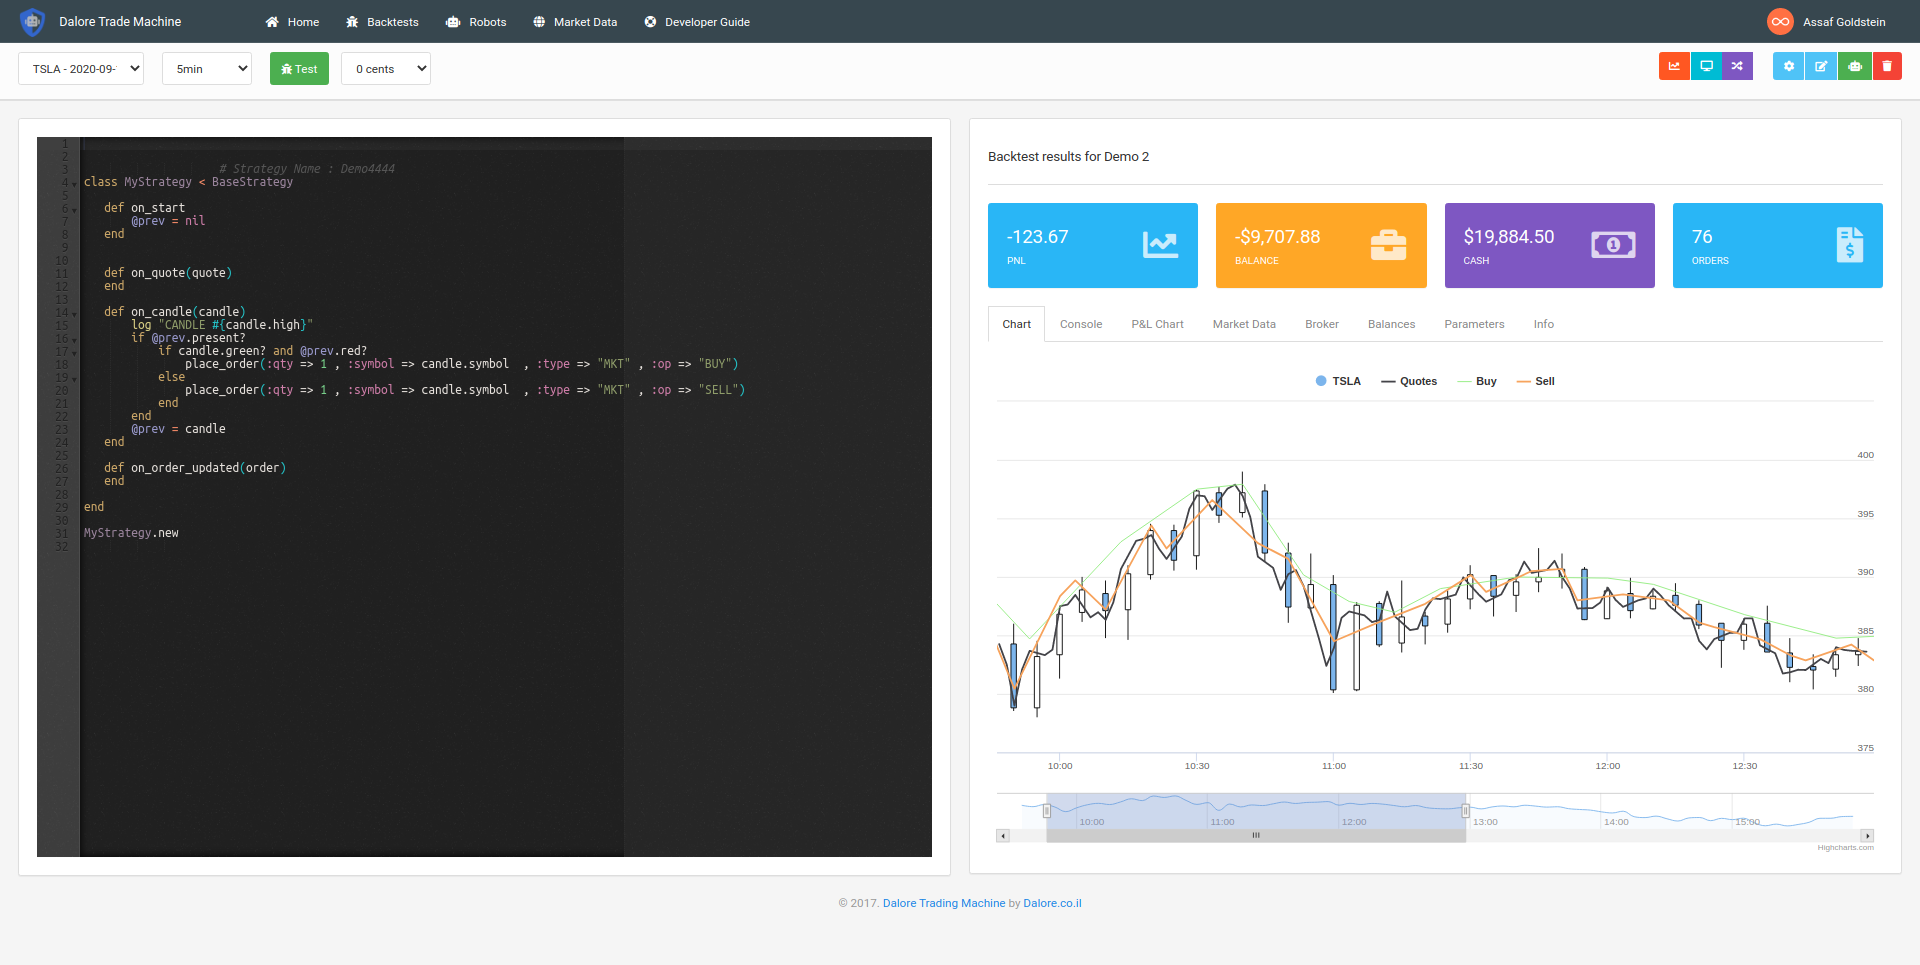 Dalore Trade Machine
Home
Backtests
Robots
Market Data
Developer Guide
Assaf Goldstein
TSLA - 2020-09-
5min
Test
0 cents
1
2
3 # Strategy Name : Demo4444
4 class MyStrategy < BaseStrategy
5
6 def on_start
7 @prev = nil
8 end
9
10
11 def on_quote(quote)
12 end
13
14 def on_candle(candle)
15 log "CANDLE #{candle.high}"
16 if @prev.present?
17 if candle.green? and @prev.red?
18 place_order(:qty => 1 , :symbol => candle.symbol , :type => "MKT" , :op => "BUY")
19 else
20 place_order(:qty => 1 , :symbol => candle.symbol , :type => "MKT" , :op => "SELL")
21 end
22 end
23 @prev = candle
24 end
25
26 def on_order_updated(order)
27 end
28
29 end
30
31 MyStrategy.new
32
Backtest results for Demo 2
-123.67
PNL
-$9,707.88
BALANCE
$19,884.50
CASH
1
76
ORDERS
$
Chart
Console
P&L Chart
Market Data
Broker
Balances
Parameters
Info
TSLA
Quotes
Buy
Sell
400
395
390
385
380
375
10:00
10:30
11:00
11:30
12:00
12:30
10:00
11:00
12:00
13:00
14:00
15:00
Highcharts.com
© 2017. Dalore Trading Machine by Dalore.co.il